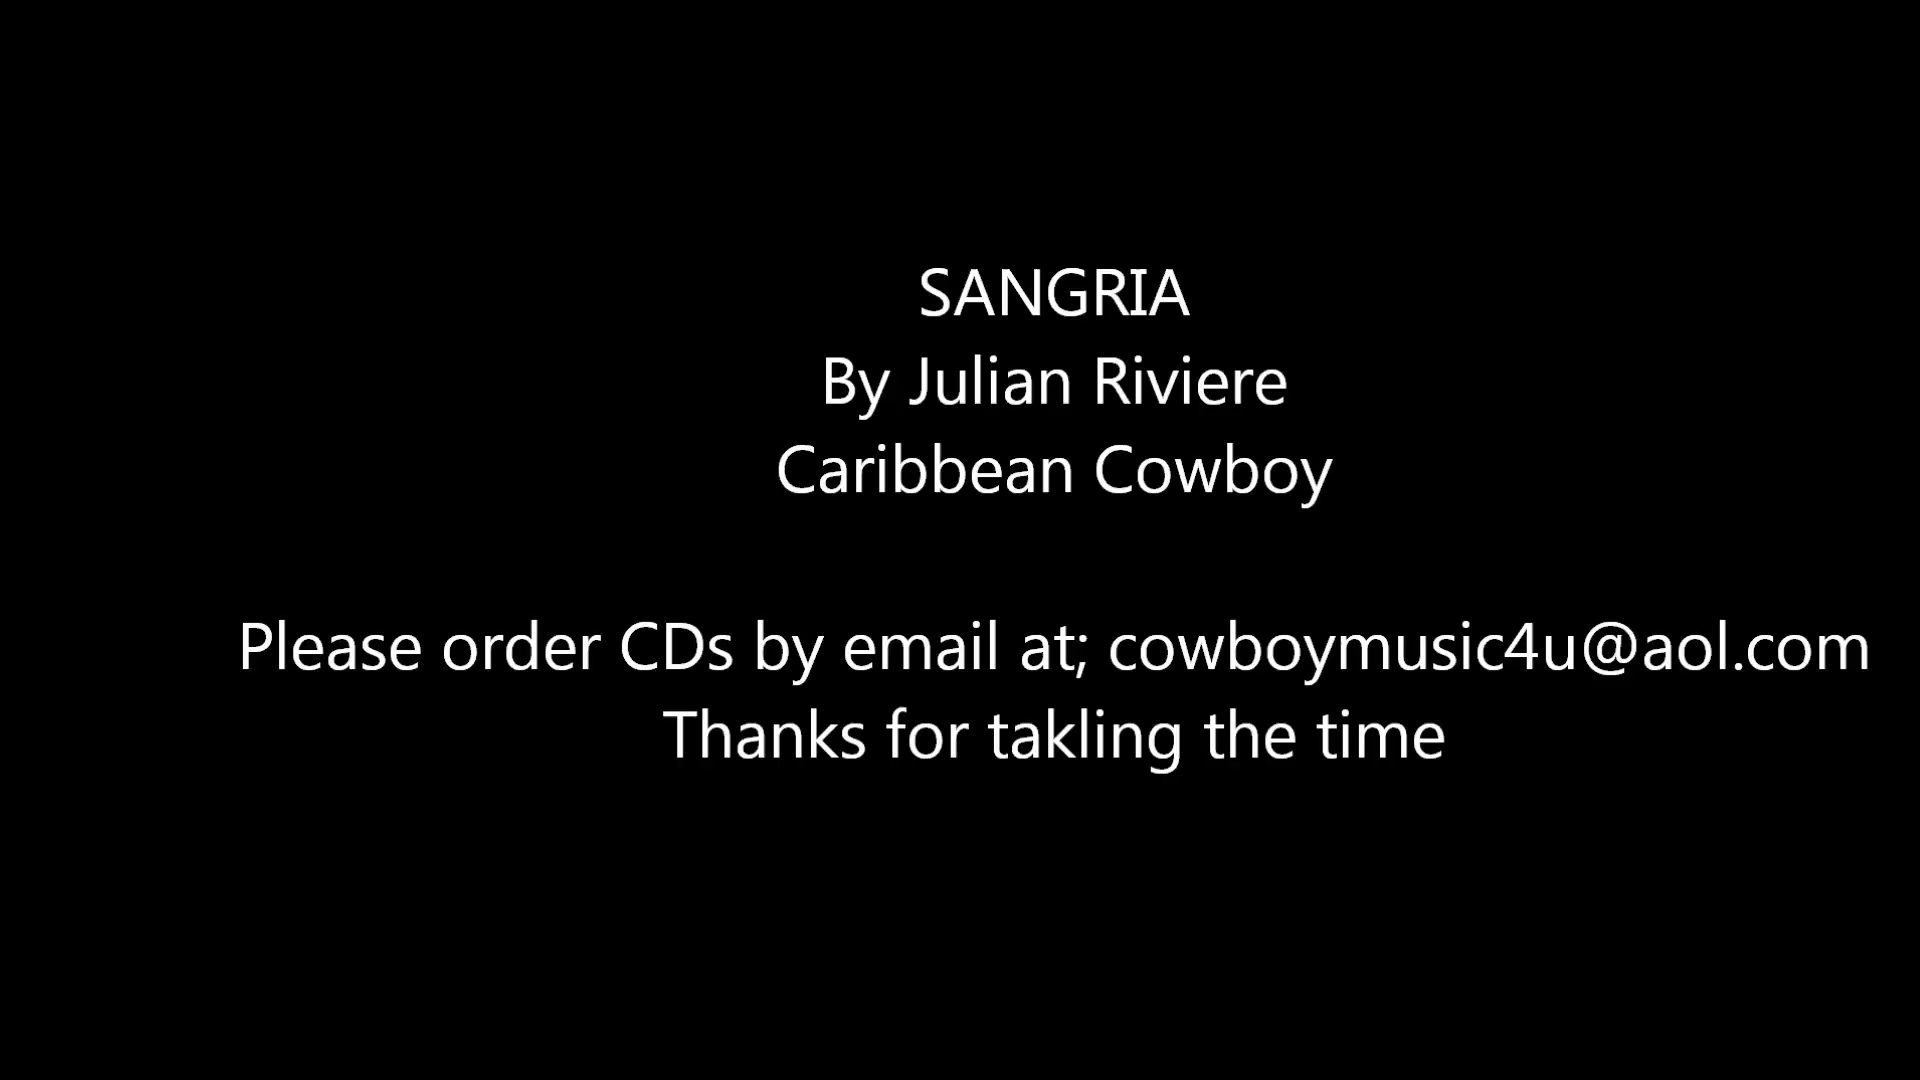 SANGRIA
By Julian Riviere
Caribbean Cowboy
Please order CDs by email at; cowboymusic4u@aol.com
Thanks for takling the time